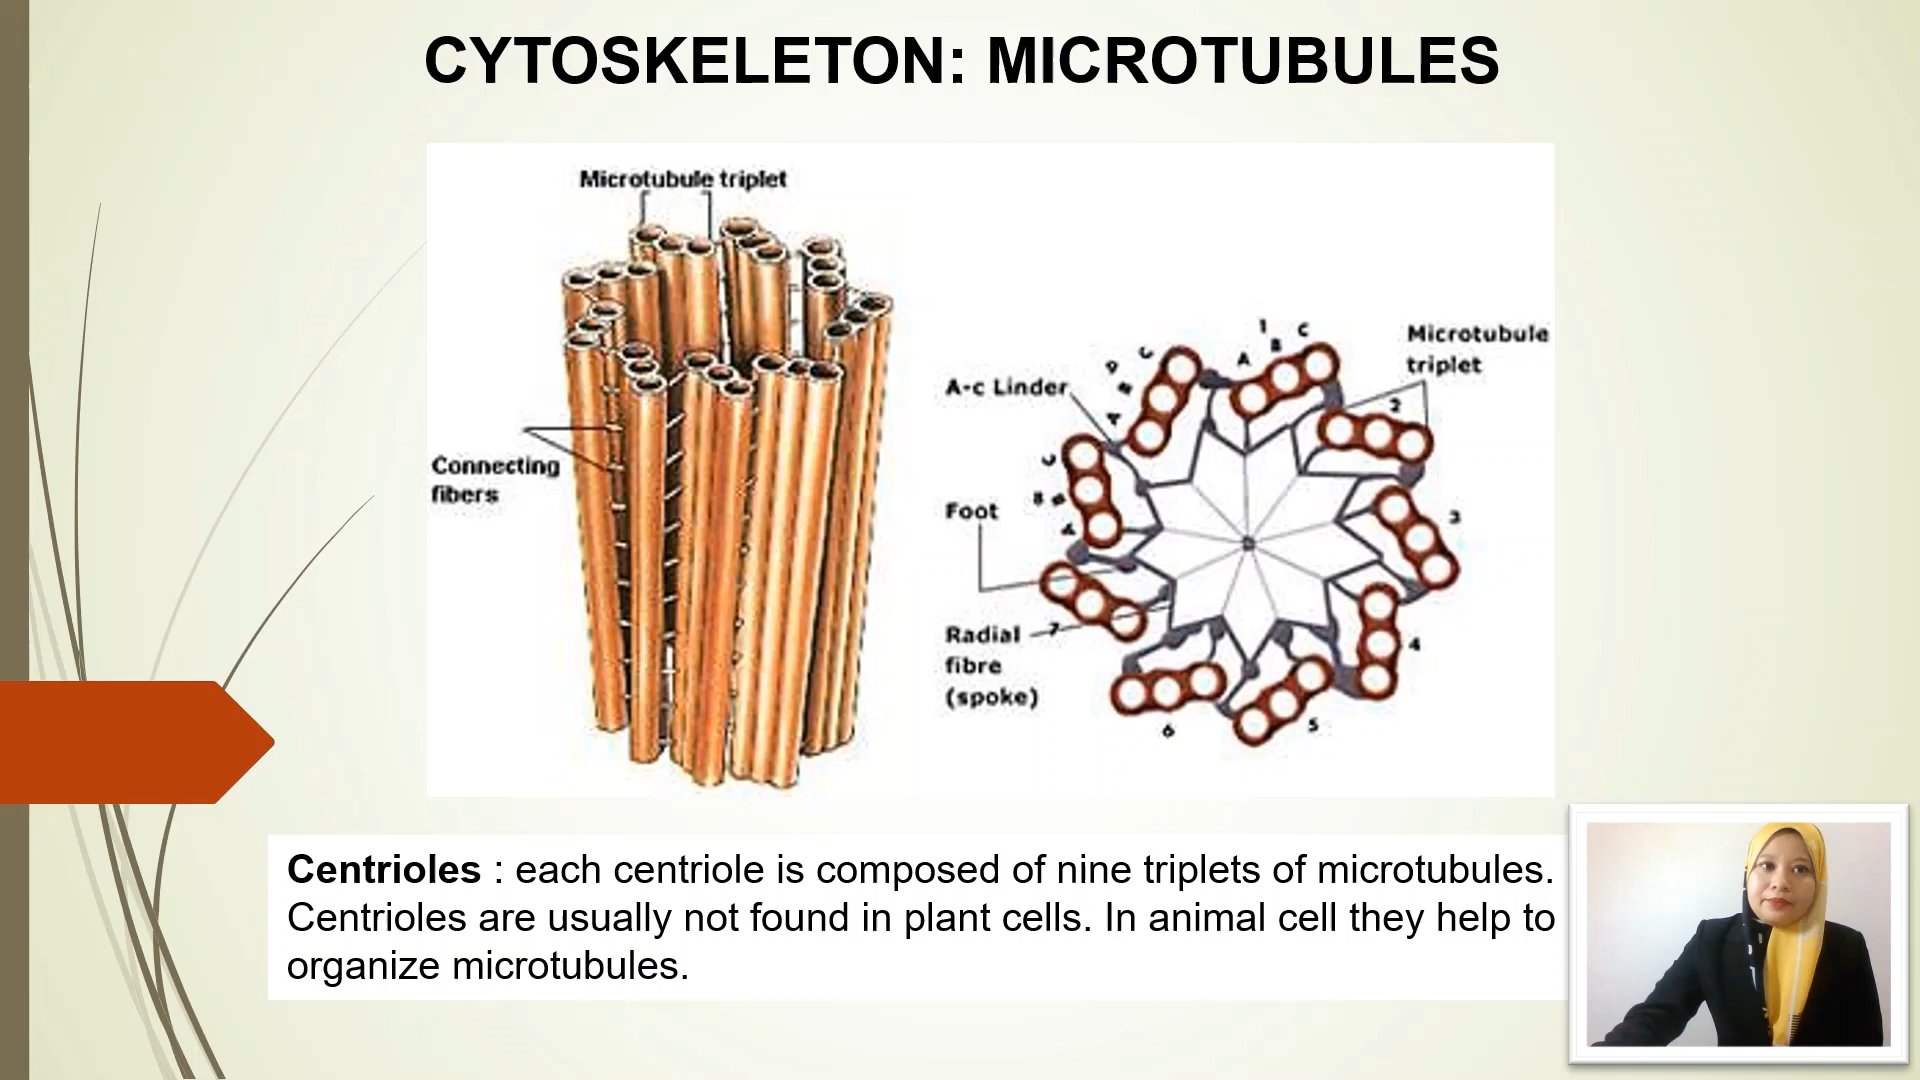 CYTOSKELETON: MICROTUBULES
Microtubule triplet
Connecting
fibers
1
A B C
Microtubule
triplet
2
A-c Linder
C
9
A
C
8
A
Foot
3
Radial
fibre
(spoke)
7
4
6
5
Centrioles : each centriole is composed of nine triplets of microtubules.
Centrioles are usually not found in plant cells. In animal cell they help to
organize microtubules.